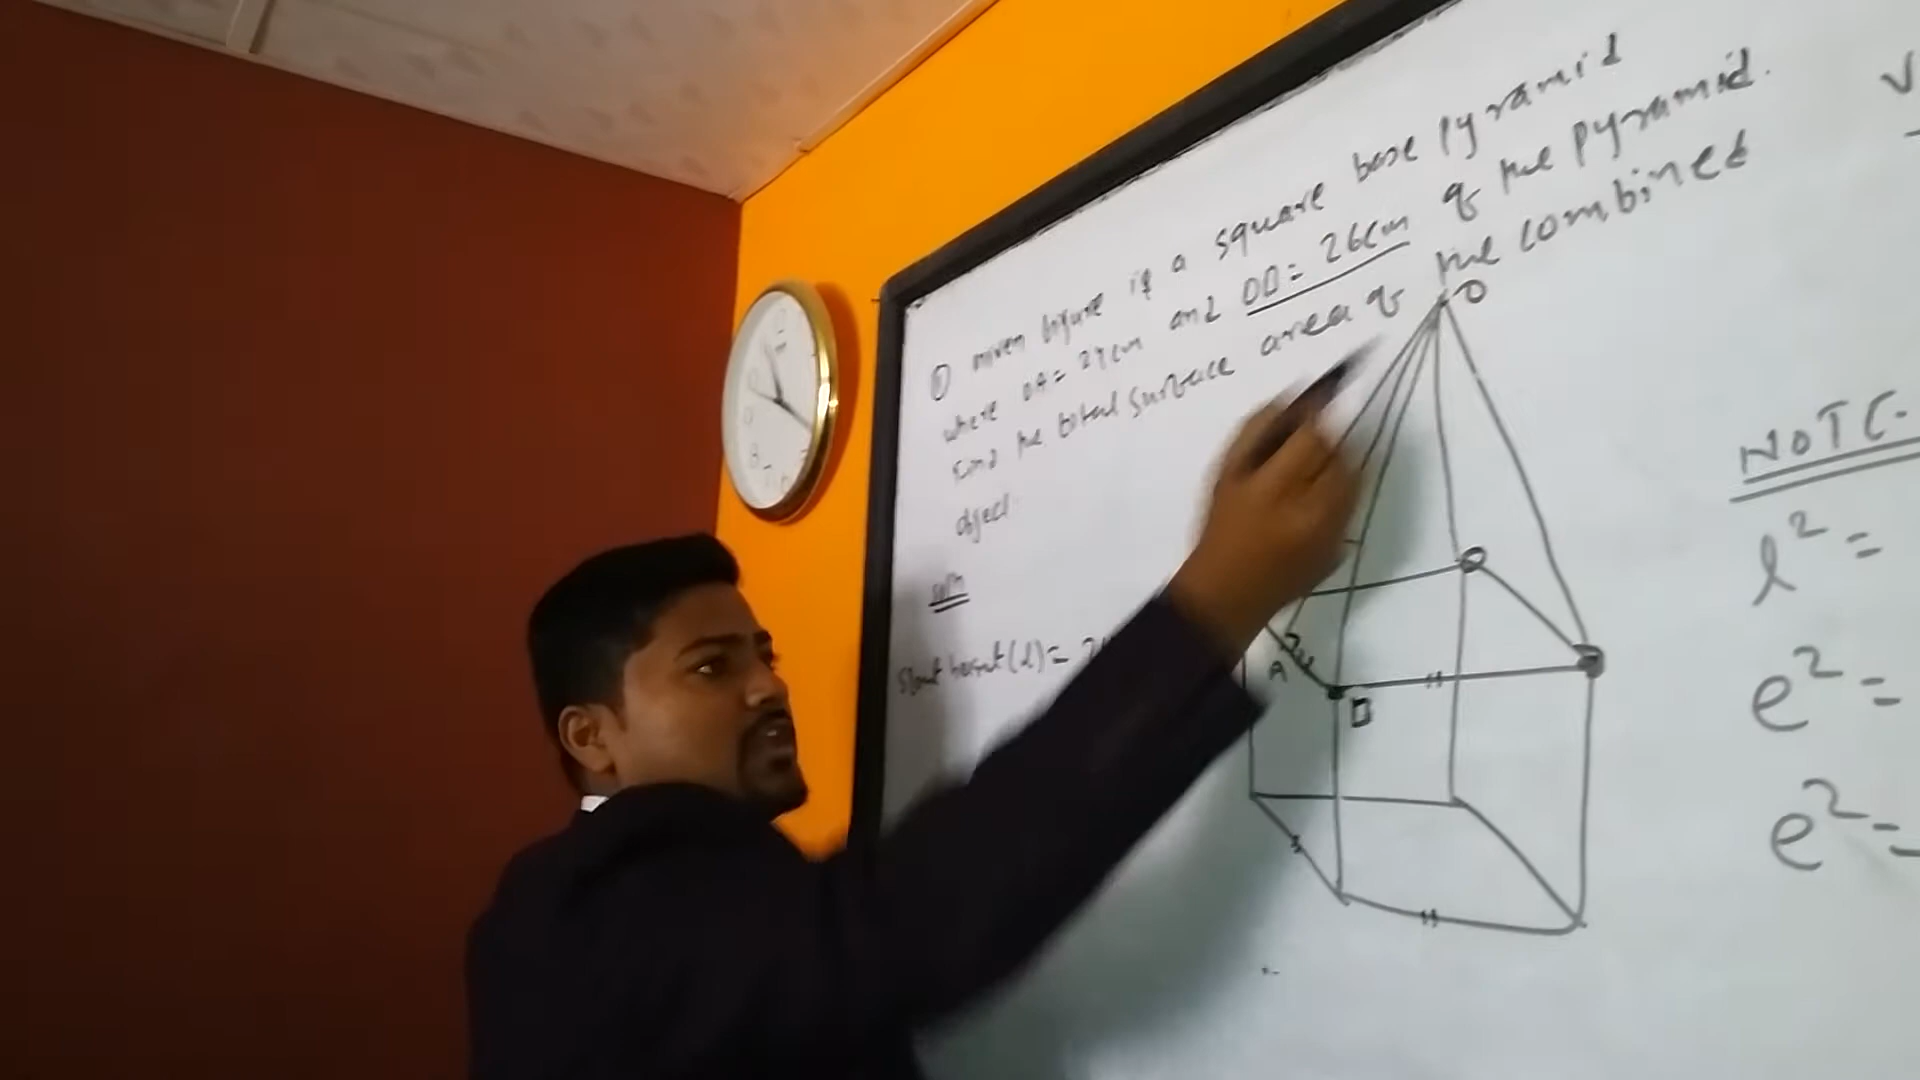 ① Given figure is a square base pyramid
where OA = 24cm and OD = 26cm of the pyramid.
Find the total surface area of the combined
object.
Soln
Slant height (l) =
O
A
D
NOTE
l² =
e² =
e² =